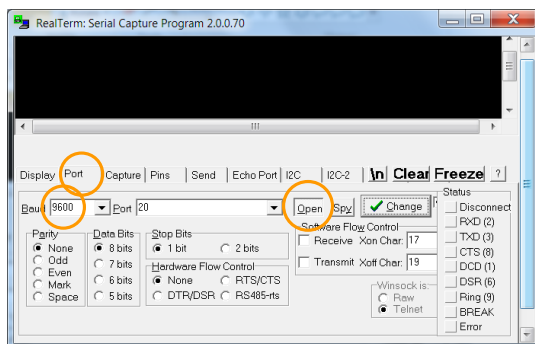 RealTerm: Serial Capture Program 2.0.0.70
Display Port Capture Pins Send Echo Port I2C I2C-2 \n Clear Freeze ?
Baud 9600 Port 20 Open Spy Change
Status
Disconnect
RXD (2)
TXD (3)
CTS (8)
DCD (1)
DSR (6)
Ring (9)
BREAK
Error
Parity
None
Odd
Even
Mark
Space
Data Bits
8 bits
7 bits
6 bits
5 bits
Stop Bits
1 bit 2 bits
Hardware Flow Control
None RTS/CTS
DTR/DSR RS485-rts
Software Flow Control
Receive Xon Char: 17
Transmit Xoff Char: 19
Winsock is:
Raw
Telnet